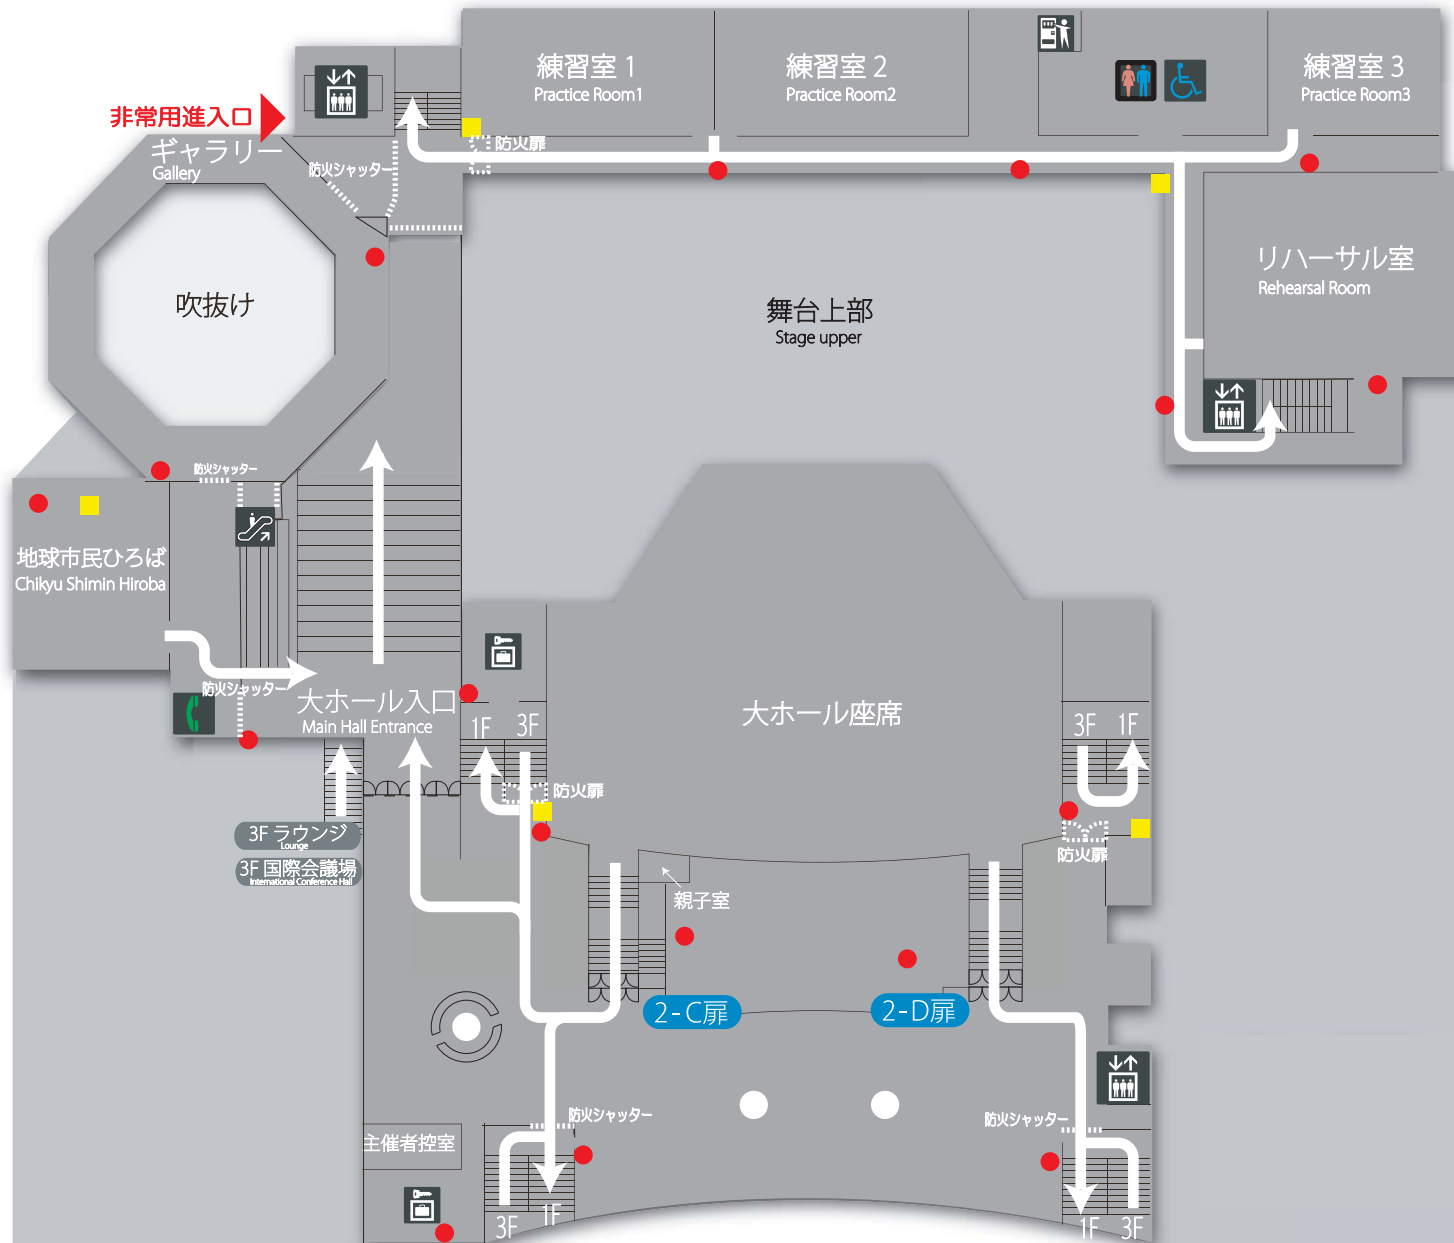 練習室 1
Practice Room1
練習室 2
Practice Room2
練習室 3
Practice Room3
非常用進入口
防火扉
ギャラリー
Gallery
防火シャッター
リハーサル室
Rehearsal Room
吹抜け
舞台上部
Stage upper
防火シャッター
地球市民ひろば
Chikyu Shimin Hiroba
防火シャッター
大ホール入口
Main Hall Entrance
1F
3F
大ホール座席
3F
1F
防火扉
3F ラウンジ
Lounge
3F 国際会議場
International Conference Hall
防火扉
親子室
2-C扉
2-D扉
防火シャッター
防火シャッター
主催者控室
3F
1F
1F
3F